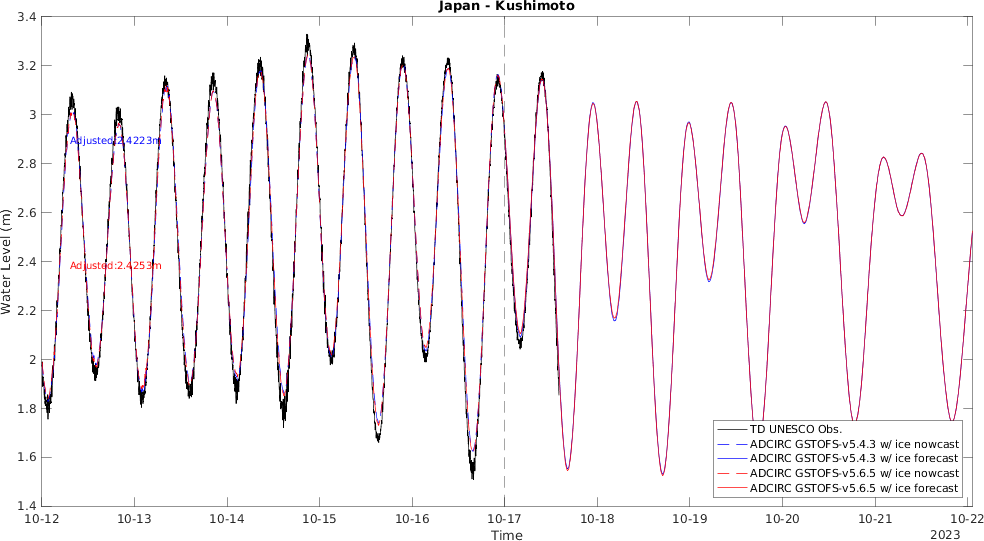 Japan - Kushimoto
3.4
3.2
3
2.8
2.6
2.4
2.2
2
1.8
1.6
1.4
Water Level (m)
Adjusted:2.4223m
Adjusted:2.4253m
TD UNESCO Obs.
ADCIRC GSTOFS-v5.4.3 w/ ice nowcast
ADCIRC GSTOFS-v5.4.3 w/ ice forecast
ADCIRC GSTOFS-v5.6.5 w/ ice nowcast
ADCIRC GSTOFS-v5.6.5 w/ ice forecast
10-12 10-13 10-14 10-15 10-16 10-17 10-18 10-19 10-20 10-21 10-22
Time
2023